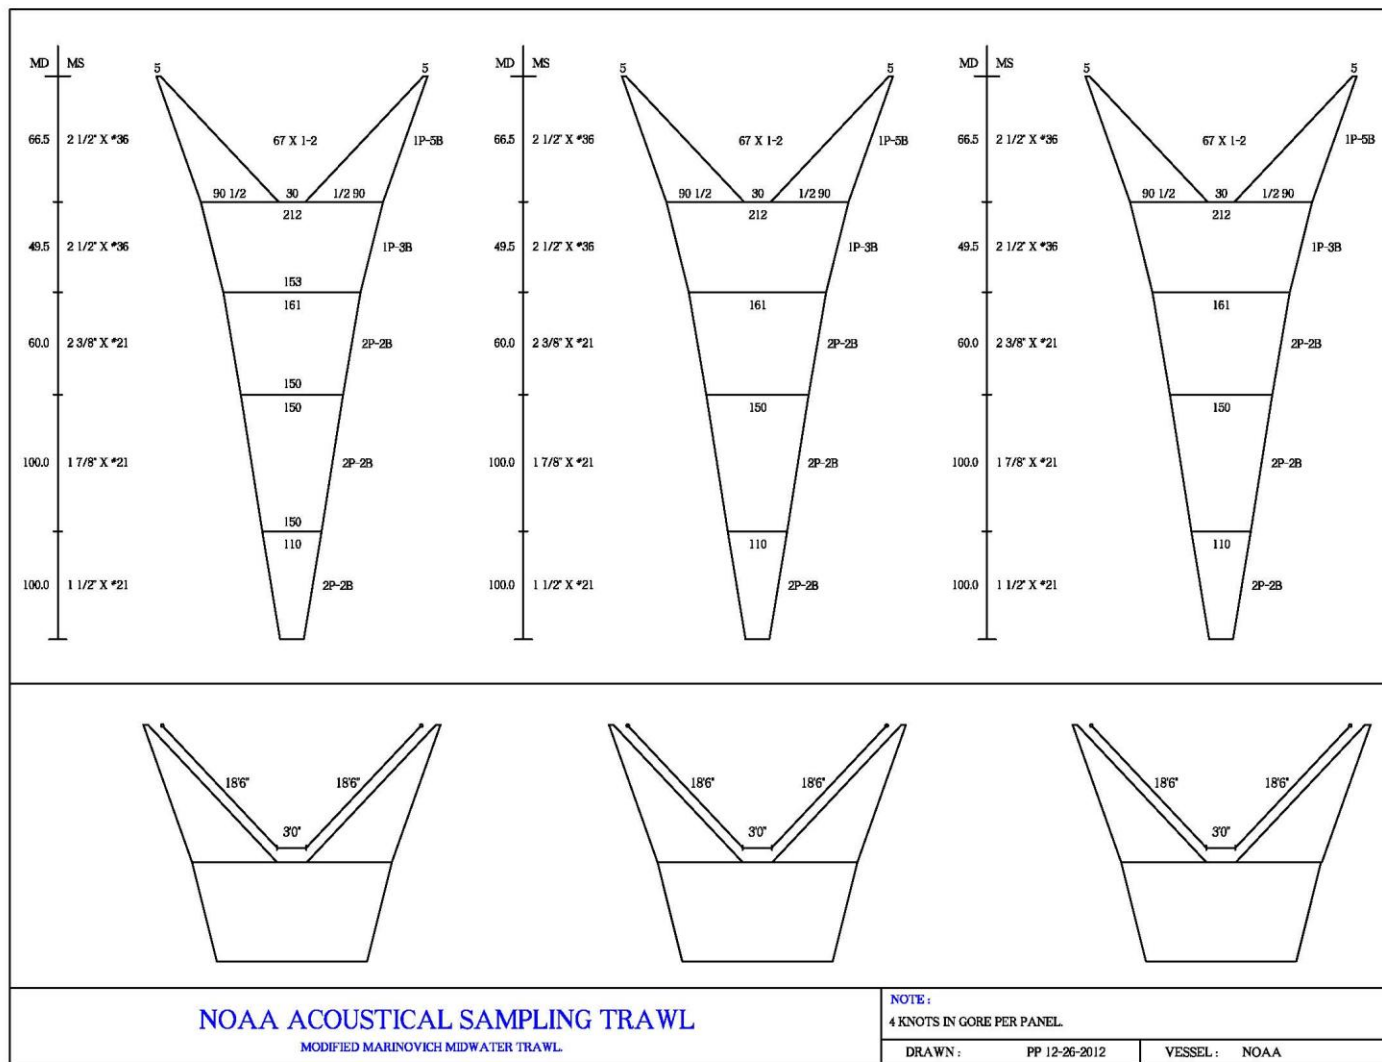 MD MS MD MS MD MS
5 5 5 5 5 5
66.5 2 1/2" X #36 67 X 1-2 1P-5B 66.5 2 1/2" X #36 67 X 1-2 1P-5B 66.5 2 1/2" X #36 67 X 1-2 1P-5B
90 1/2 30 1/2 90 90 1/2 30 1/2 90 90 1/2 30 1/2 90
212 212 212
49.5 2 1/2" X #36 1P-3B 49.5 2 1/2" X #36 1P-3B 49.5 2 1/2" X #36 1P-3B
153
161 161 161
60.0 2 3/8" X #21 2P-2B 60.0 2 3/8" X #21 2P-2B 60.0 2 3/8" X #21 2P-2B
150
150 150 150
100.0 1 7/8" X #21 2P-2B 100.0 1 7/8" X #21 2P-2B 100.0 1 7/8" X #21 2P-2B
150
110 110 110
100.0 1 1/2" X #21 2P-2B 100.0 1 1/2" X #21 2P-2B 100.0 1 1/2" X #21 2P-2B
18'6" 18'6" 18'6" 18'6" 18'6" 18'6"
3'0" 3'0" 3'0"
NOAA ACOUSTICAL SAMPLING TRAWL
MODIFIED MARINOVICH MIDWATER TRAWL.
NOTE :
4 KNOTS IN GORE PER PANEL.
DRAWN : PP 12-26-2012 VESSEL : NOAA